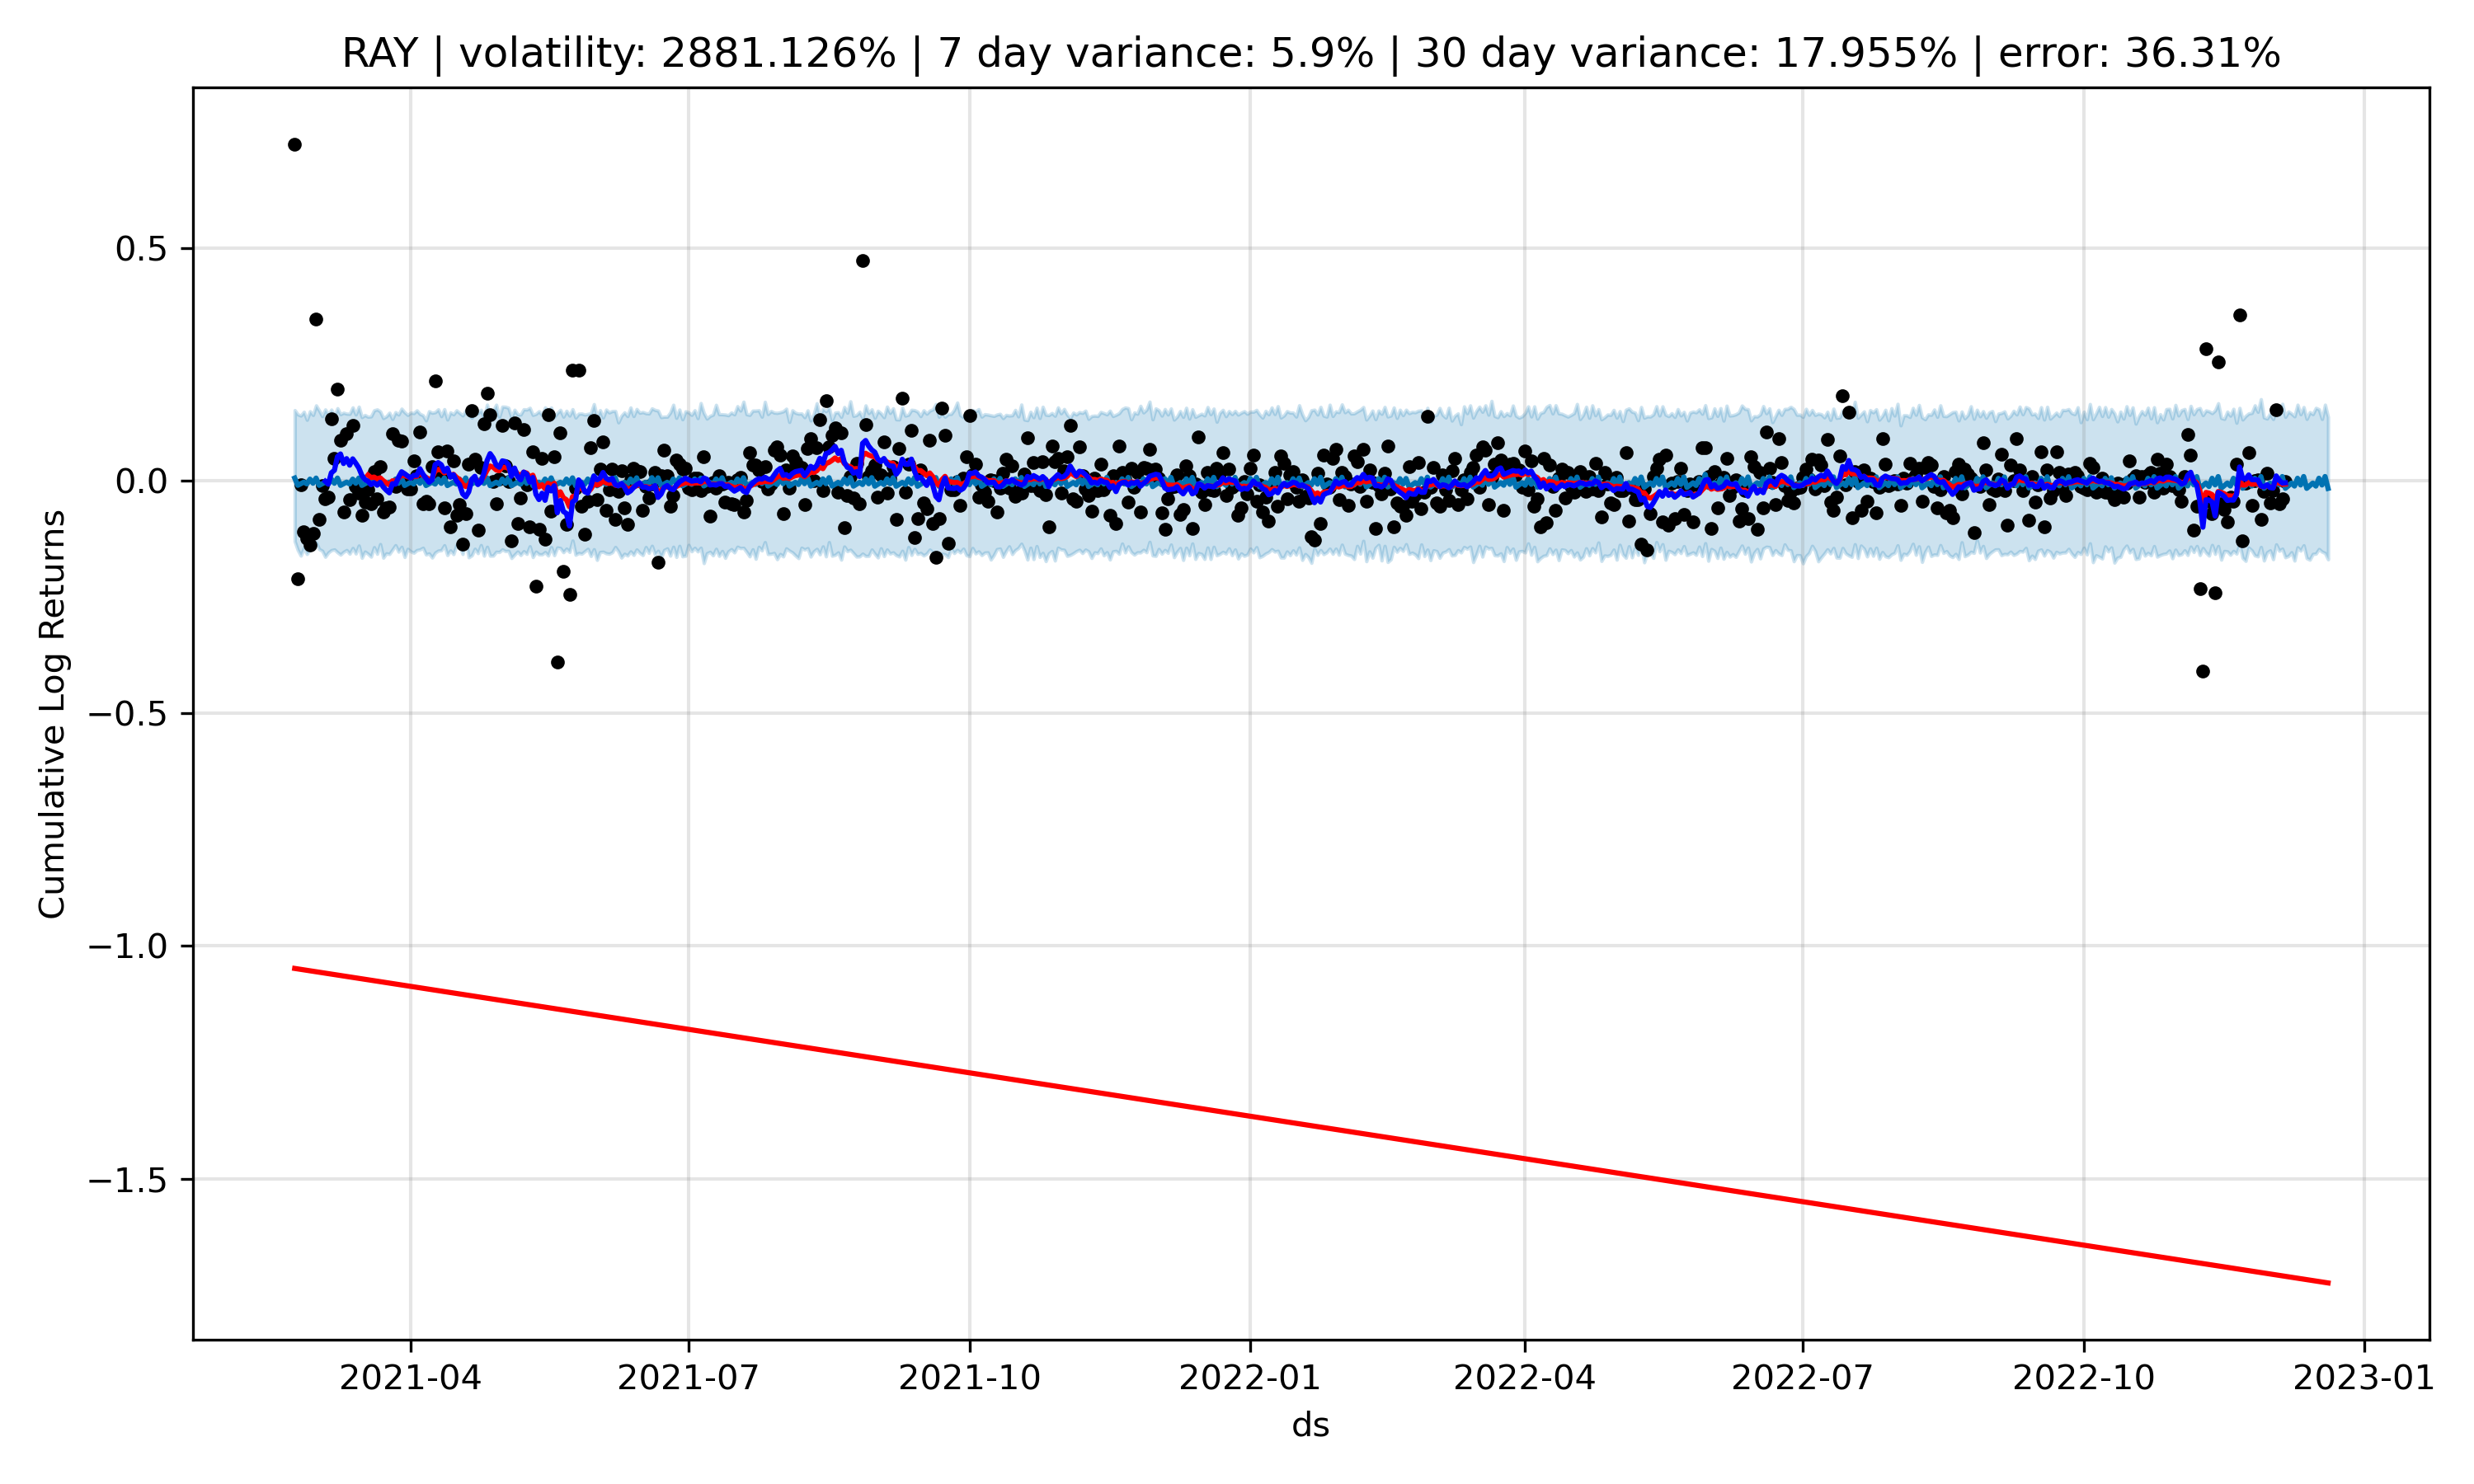 RAY | volatility: 2881.126% | 7 day variance: 5.9% | 30 day variance: 17.955% | error: 36.31%
Cumulative Log Returns
0.5
0.0
−0.5
−1.0
−1.5
2021-04 2021-07 2021-10 2022-01 2022-04 2022-07 2022-10 2023-01
ds